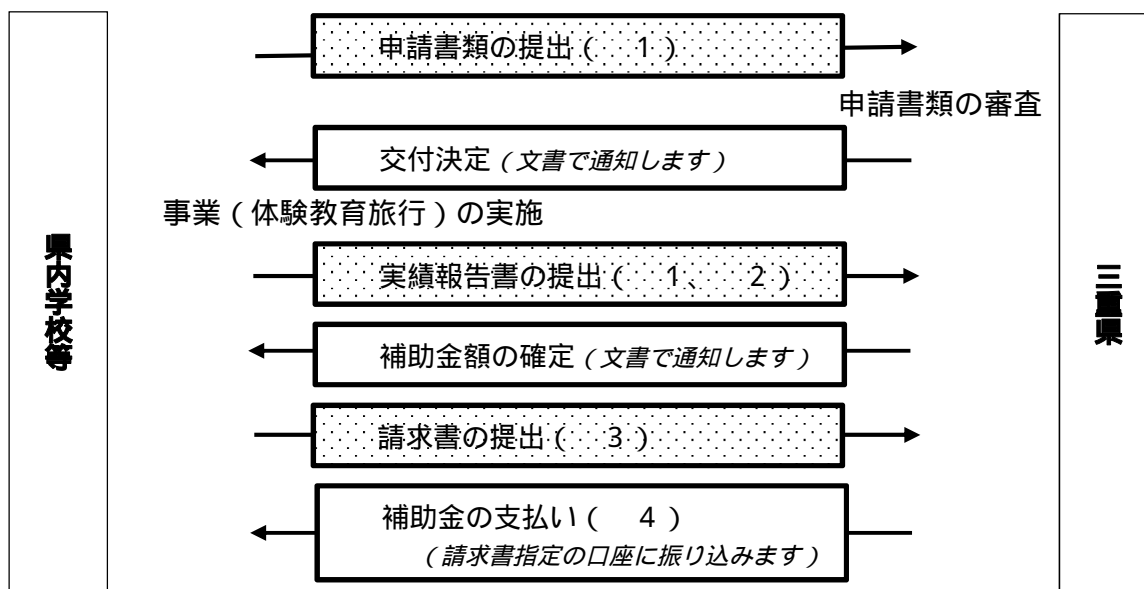 申請書類の提出(　1)
申請書類の審査
交付決定(文書で通知します)
事業(体験教育旅行)の実施
県内学校等
三重県
実績報告書の提出(　1、　2)
補助金額の確定(文書で通知します)
請求書の提出(　3)
補助金の支払い(　4)
(請求書指定の口座に振り込みます)